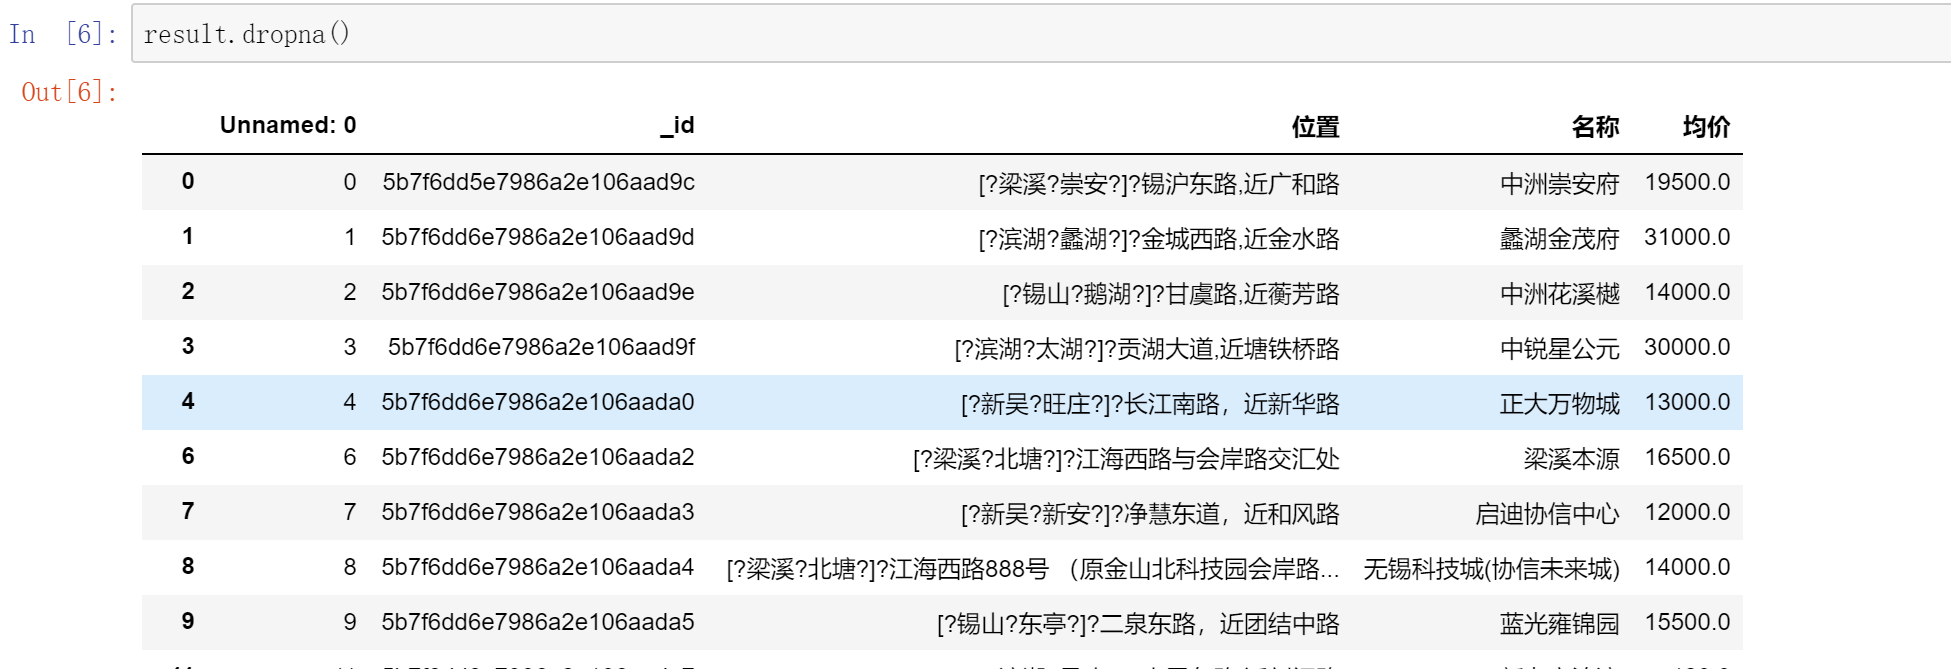 In [6]: result.dropna()
Out[6]:
Unnamed: 0 _id 位置 名称 均价
0 0 5b7f6dd5e7986a2e106aad9c [?梁溪?崇安?]?锡沪东路,近广和路 中洲崇安府 19500.0
1 1 5b7f6dd6e7986a2e106aad9d [?滨湖?蠡湖?]?金城西路,近金水路 蠡湖金茂府 31000.0
2 2 5b7f6dd6e7986a2e106aad9e [?锡山?鹅湖?]?甘虞路,近蘅芳路 中洲花溪樾 14000.0
3 3 5b7f6dd6e7986a2e106aad9f [?滨湖?太湖?]?贡湖大道,近塘铁桥路 中锐星公元 30000.0
4 4 5b7f6dd6e7986a2e106aada0 [?新吴?旺庄?]?长江南路，近新华路 正大万物城 13000.0
6 6 5b7f6dd6e7986a2e106aada2 [?梁溪?北塘?]?江海西路与会岸路交汇处 梁溪本源 16500.0
7 7 5b7f6dd6e7986a2e106aada3 [?新吴?新安?]?净慧东道，近和风路 启迪协信中心 12000.0
8 8 5b7f6dd6e7986a2e106aada4 [?梁溪?北塘?]?江海西路888号 （原金山北科技园会岸路... 无锡科技城(协信未来城) 14000.0
9 9 5b7f6dd6e7986a2e106aada5 [?锡山?东亭?]?二泉东路，近团结中路 蓝光雍锦园 15500.0